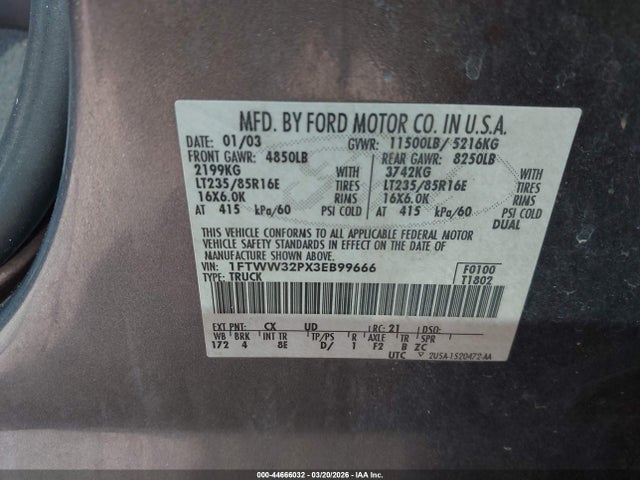 MFD. BY FORD MOTOR CO. IN U.S.A.
DATE: 01/03 GVWR: 11500LB/ 5216KG
FRONT GAWR: 4850LB REAR GAWR: 8250LB
2199KG WITH 3742KG WITH
LT235/85R16E TIRES LT235/85R16E TIRES
16X6.0K RIMS 16X6.0K RIMS
AT 415 kPa/60 PSI COLD AT 415 kPa/60 PSI COLD
DUAL
THIS VEHICLE CONFORMS TO ALL APPLICABLE FEDERAL MOTOR
VEHICLE SAFETY STANDARDS IN EFFECT ON THE DATE OF
MANUFACTURE SHOWN ABOVE.
VIN: 1FTWW32PX3EB99666 F0100
TYPE: TRUCK T1802
EXT PNT: CX UD RC: 21 DSO:
WB BRK INT TR TP/PS R AXLE TR SPR
172 4 8E D/ 1 F2 B ZC
UTC 2U5A-1520472-AA
000-44666032 | 03/20/2026 - IAA Inc.